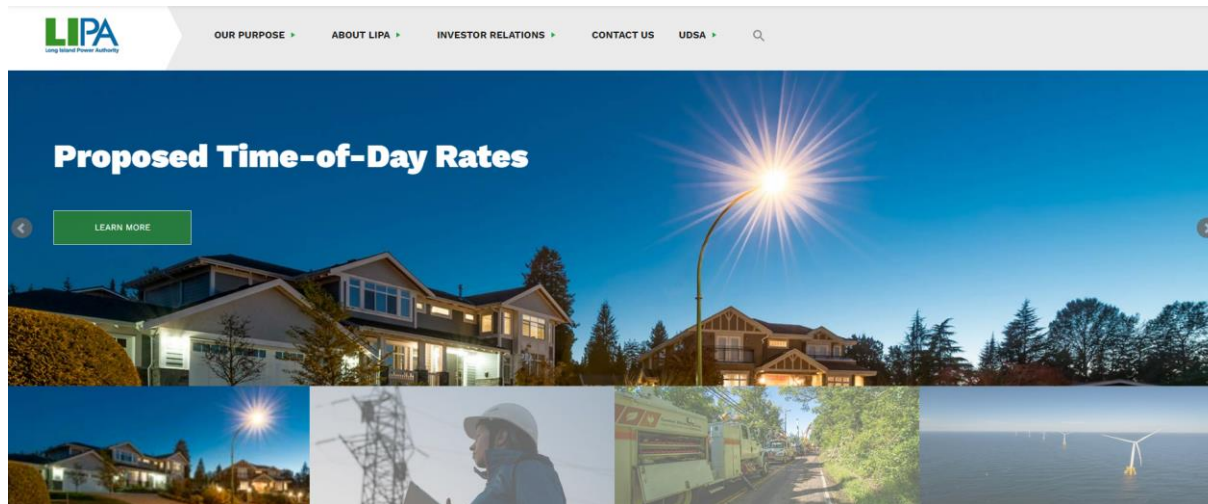 LIPA
Long Island Power Authority
OUR PURPOSE
ABOUT LIPA
INVESTOR RELATIONS
CONTACT US
UDSA
Proposed Time-of-Day Rates
LEARN MORE